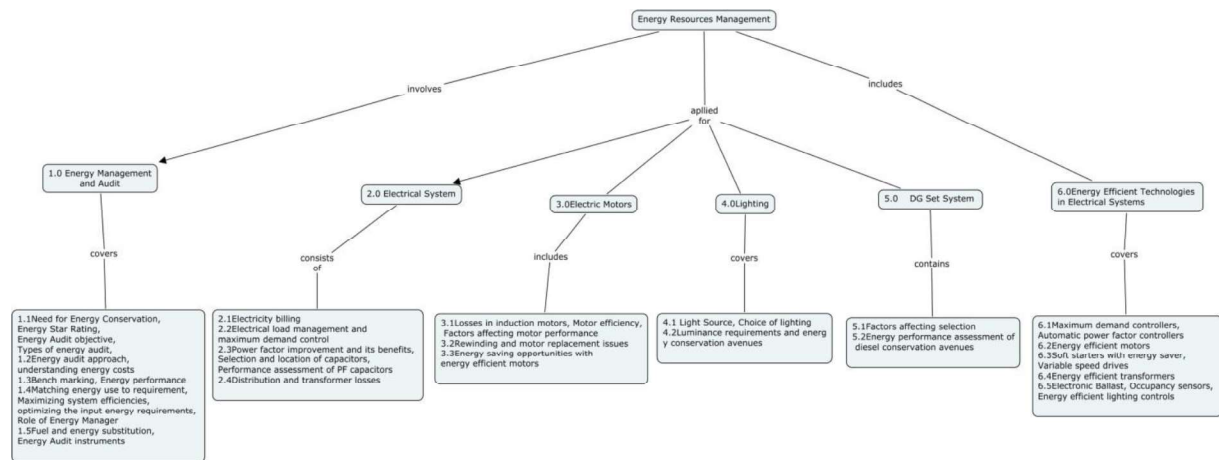 Energy Resources Management
involves
apllied
for
includes
1.0 Energy Management
and Audit
2.0 Electrical System
3.0Electric Motors
4.0Lighting
5.0 DG Set System
6.0Energy Efficient Technologies
in Electrical Systems
covers
consists
of
includes
covers
contains
covers
1.1Need for Energy Conservation,
Energy Star Rating,
Energy Audit objective,
Types of energy audit,
1.2Energy audit approach,
understanding energy costs
1.3Bench marking, Energy performance
1.4Matching energy use to requirement,
Maximizing system efficiencies,
optimizing the input energy requirements,
Role of Energy Manager
1.5Fuel and energy substitution,
Energy Audit instruments
2.1Electricity billing
2.2Electrical load management and
maximum demand control
2.3Power factor improvement and its benefits,
Selection and location of capacitors,
Performance assessment of PF capacitors
2.4Distribution and transformer losses
3.1Losses in induction motors, Motor efficiency,
Factors affecting motor performance
3.2Rewinding and motor replacement issues
3.3Energy saving opportunities with
energy efficient motors
4.1 Light Source, Choice of lighting
4.2Luminance requirements and energ
y conservation avenues
5.1Factors affecting selection
5.2Energy performance assessment of
diesel conservation avenues
6.1Maximum demand controllers,
Automatic power factor controllers
6.2Energy efficient motors
6.3Soft starters with energy saver,
Variable speed drives
6.4Energy efficient transformers
6.5Electronic Ballast, Occupancy sensors,
Energy efficient lighting controls